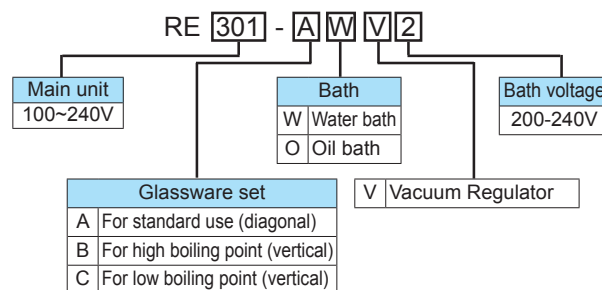 RE 301 - A W V 2
Main unit
100~240V
Bath
W Water bath
O Oil bath
Bath voltage
200-240V
Glassware set
A For standard use (diagonal)
B For high boiling point (vertical)
C For low boiling point (vertical)
V Vacuum Regulator